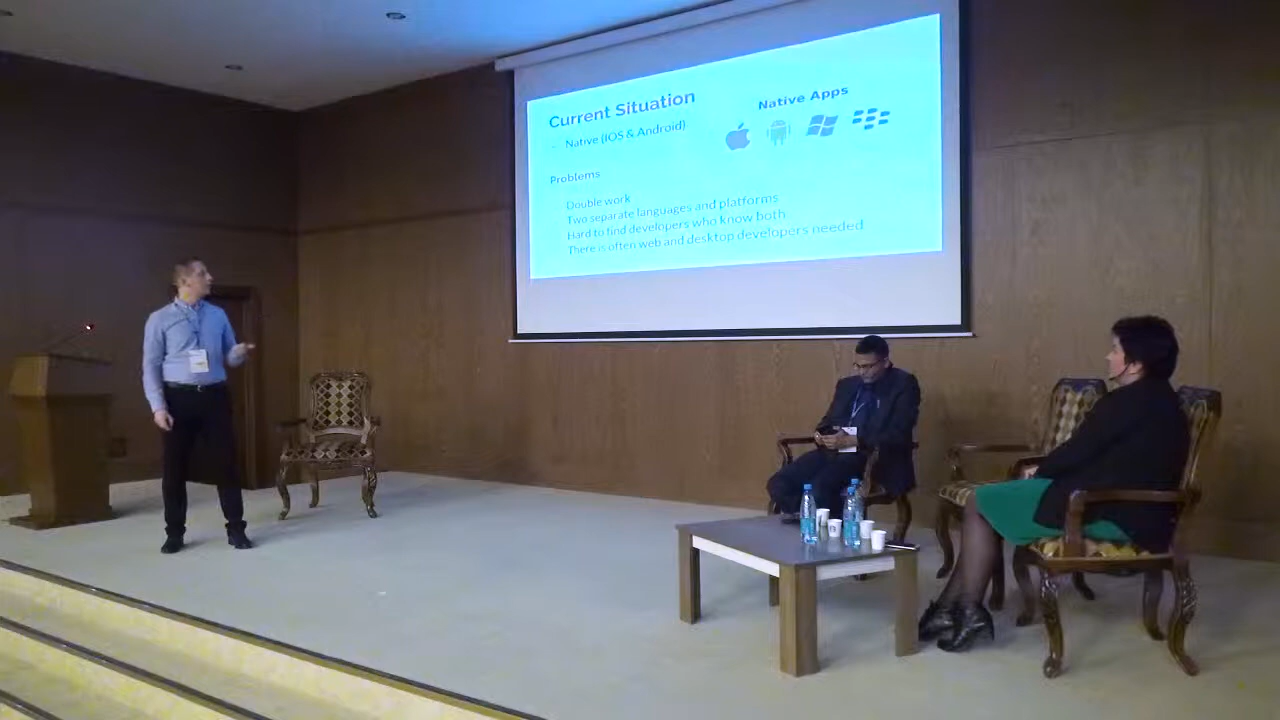 Current Situation
- Native (IOS & Android)
Native Apps
Problems
Double work
- Two separate languages and platforms
Hard to find developers who know both
There is often web and desktop developers needed